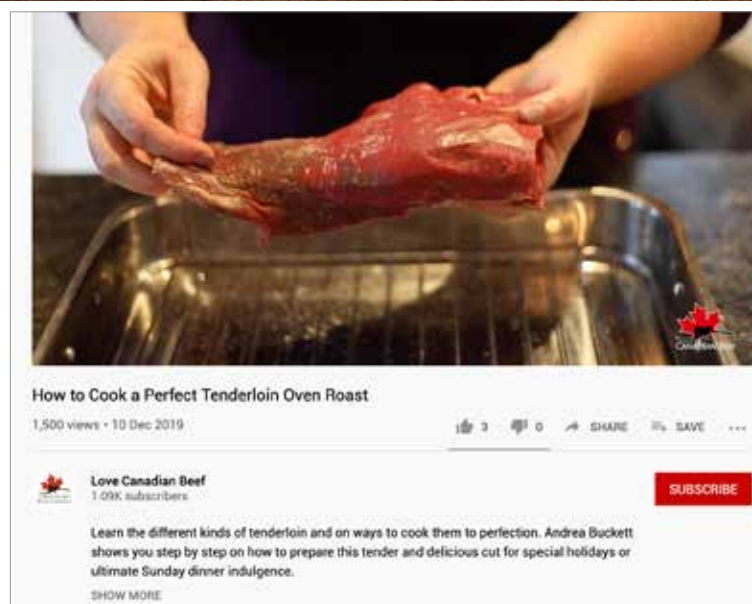 How to Cook a Perfect Tenderloin Oven Roast
1,500 views • 10 Dec 2019
3 0 SHARE SAVE ...
Love Canadian Beef
1.09K subscribers
SUBSCRIBE
Learn the different kinds of tenderloin and on ways to cook them to perfection. Andrea Buckett
shows you step by step on how to prepare this tender and delicious cut for special holidays or
ultimate Sunday dinner indulgence.
SHOW MORE